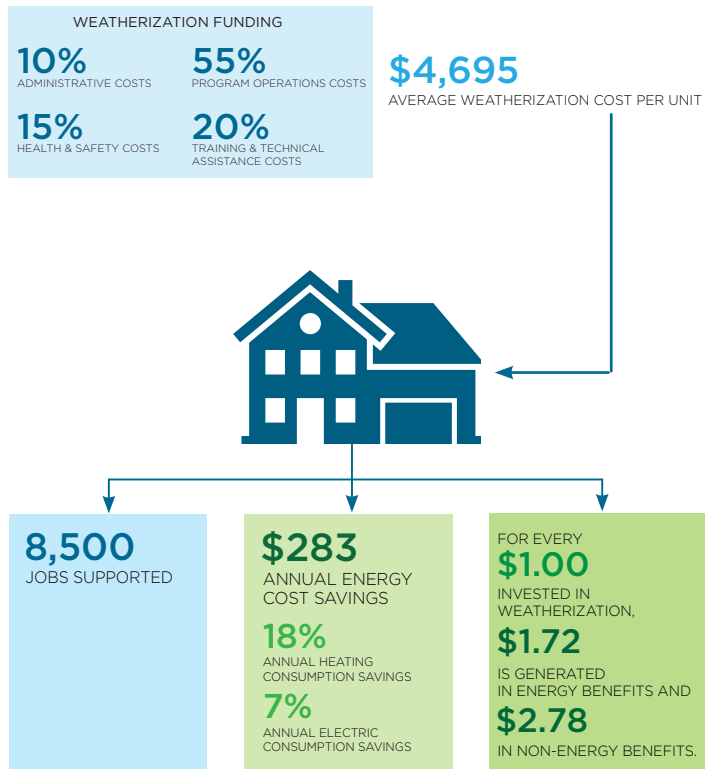 WEATHERIZATION FUNDING
10%
ADMINISTRATIVE COSTS
55%
PROGRAM OPERATIONS COSTS
15%
HEALTH & SAFETY COSTS
20%
TRAINING & TECHNICAL
ASSISTANCE COSTS
$4,695
AVERAGE WEATHERIZATION COST PER UNIT
8,500
JOBS SUPPORTED
$283
ANNUAL ENERGY
COST SAVINGS
18%
ANNUAL HEATING
CONSUMPTION SAVINGS
7%
ANNUAL ELECTRIC
CONSUMPTION SAVINGS
FOR EVERY
$1.00
INVESTED IN
WEATHERIZATION,
$1.72
IS GENERATED
IN ENERGY BENEFITS AND
$2.78
IN NON-ENERGY BENEFITS.